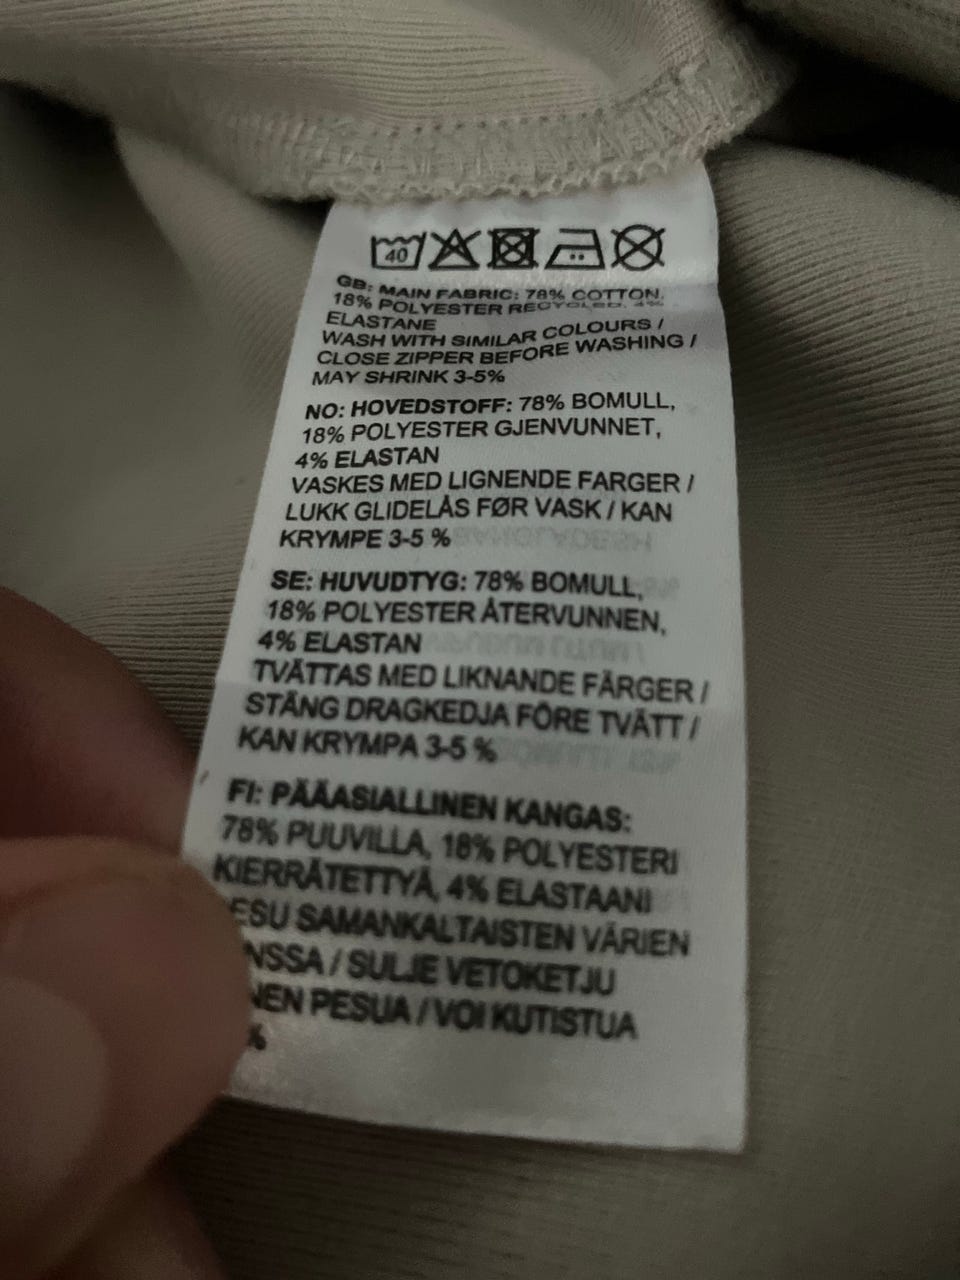 40
GB: MAIN FABRIC: 78% COTTON,
18% POLYESTER RECYCLED, 4%
ELASTANE
WASH WITH SIMILAR COLOURS /
CLOSE ZIPPER BEFORE WASHING /
MAY SHRINK 3-5%
NO: HOVEDSTOFF: 78% BOMULL,
18% POLYESTER GJENVUNNET,
4% ELASTAN
VASKES MED LIGNENDE FARGER /
LUKK GLIDELÅS FØR VASK / KAN
KRYMPE 3-5 %
SE: HUVUDTYG: 78% BOMULL,
18% POLYESTER ÅTERVUNNEN,
4% ELASTAN
TVÄTTAS MED LIKNANDE FÄRGER /
STÄNG DRAGKEDJA FÖRE TVÄTT /
KAN KRYMPA 3-5 %
FI: PÄÄASIALLINEN KANGAS:
78% PUUVILLA, 18% POLYESTERI
KIERRÄTETTYÄ, 4% ELASTAANI
ESU SAMANKALTAISTEN VÄRIEN
NSSA / SULJE VETOKETJU
NEN PESUA / VOI KUTISTUA
%